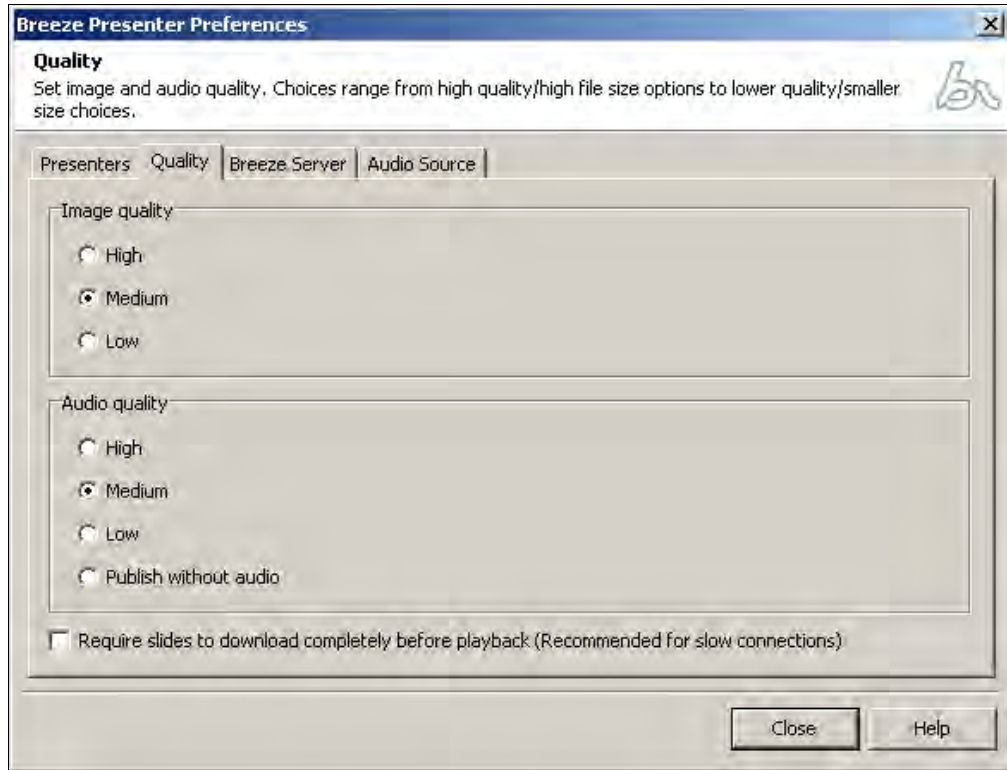 Breeze Presenter Preferences
Quality
Set image and audio quality. Choices range from high quality/high file size options to lower quality/smaller
size choices.
Presenters Quality Breeze Server Audio Source
Image quality
High
Medium
Low
Audio quality
High
Medium
Low
Publish without audio
Require slides to download completely before playback (Recommended for slow connections)
Close Help